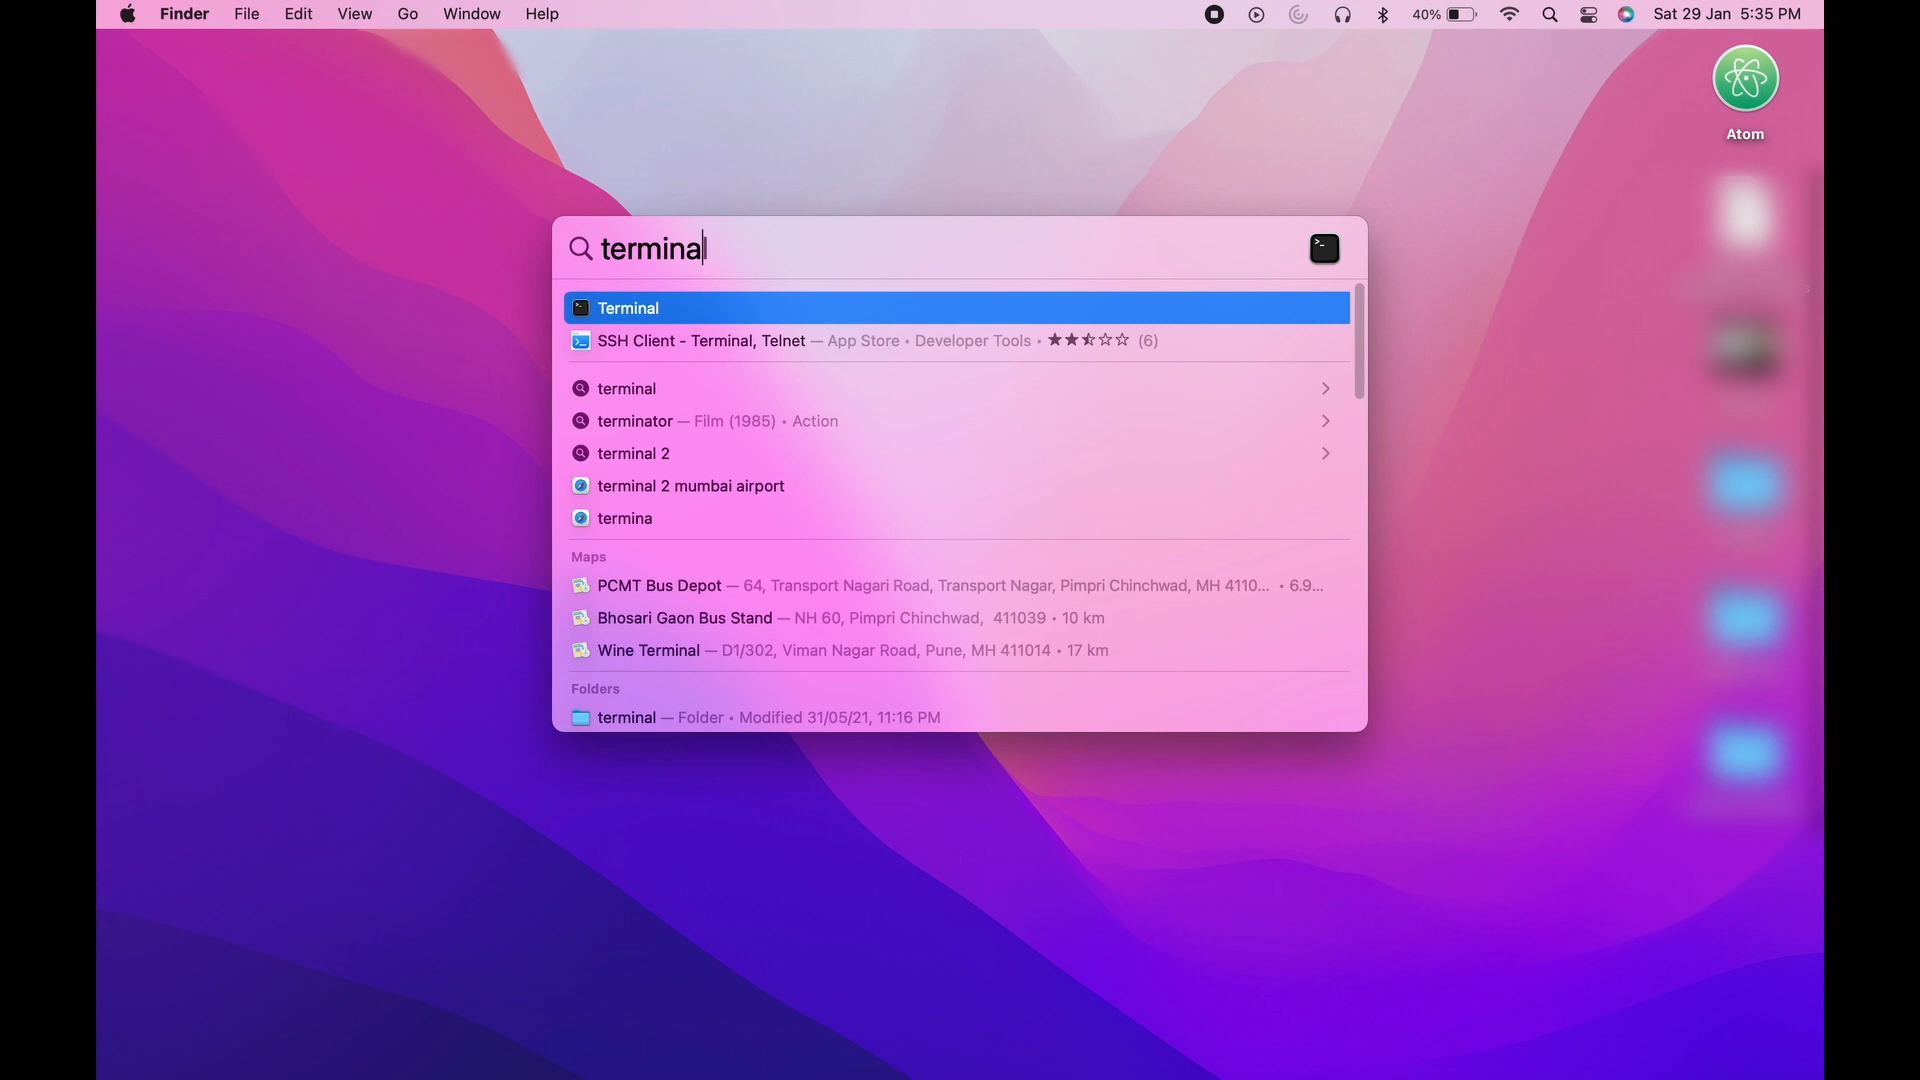 Finder File Edit View Go Window Help 40% Sat 29 Jan 5:35 PM
Atom
terminal
Terminal
SSH Client - Terminal, Telnet — App Store • Developer Tools • ★★⯪☆☆ (6)
terminal
terminator — Film (1985) • Action
terminal 2
terminal 2 mumbai airport
termina
Maps
PCMT Bus Depot — 64, Transport Nagari Road, Transport Nagar, Pimpri Chinchwad, MH 4110... • 6.9...
Bhosari Gaon Bus Stand — NH 60, Pimpri Chinchwad, 411039 • 10 km
Wine Terminal — D1/302, Viman Nagar Road, Pune, MH 411014 • 17 km
Folders
terminal — Folder • Modified 31/05/21, 11:16 PM